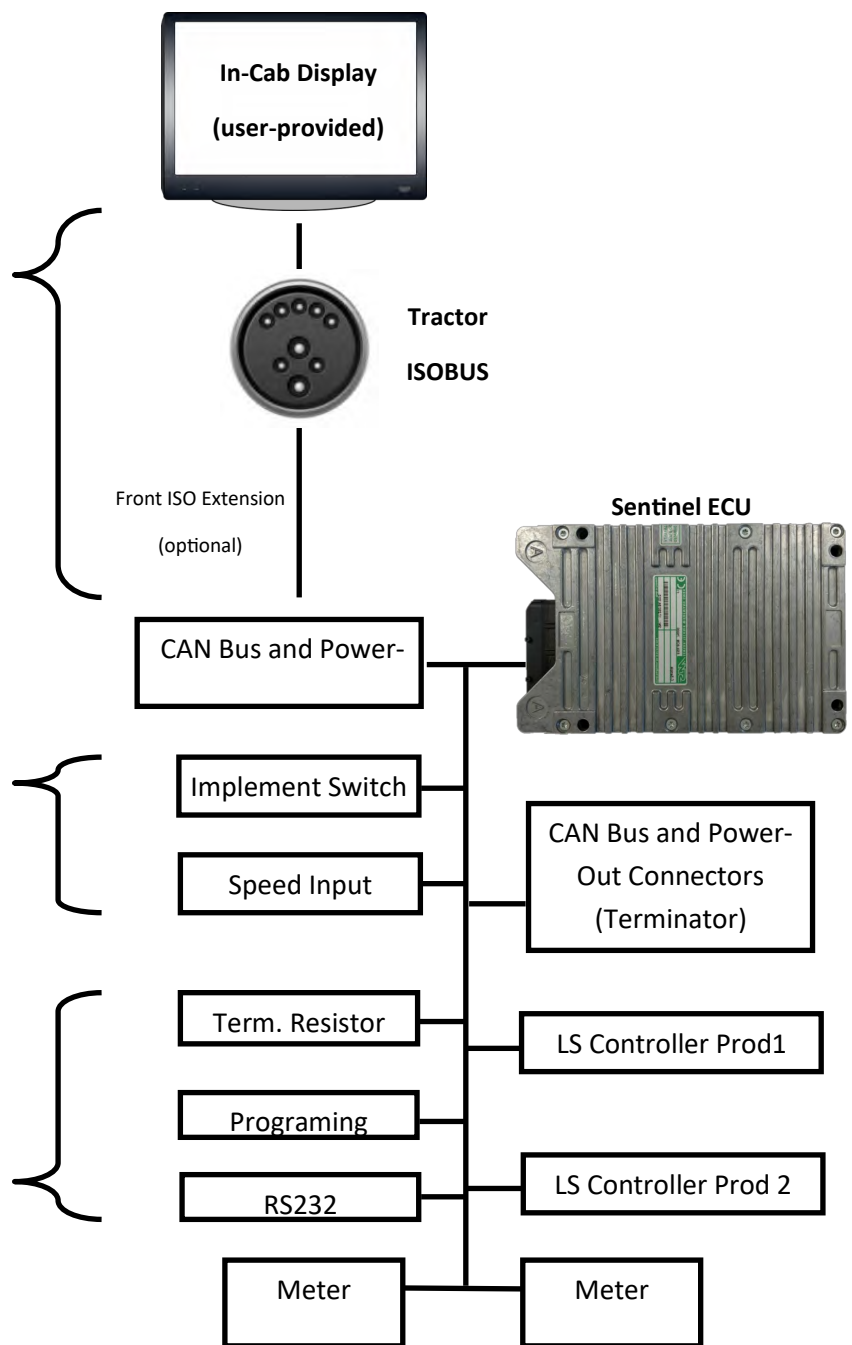 In-Cab Display
(user-provided)
Tractor
ISOBUS
Front ISO Extension
(optional)
Sentinel ECU
CAN Bus and Power-
Implement Switch
CAN Bus and Power-
Out Connectors
(Terminator)
Speed Input
Term. Resistor
LS Controller Prod1
Programing
LS Controller Prod 2
RS232
Meter
Meter